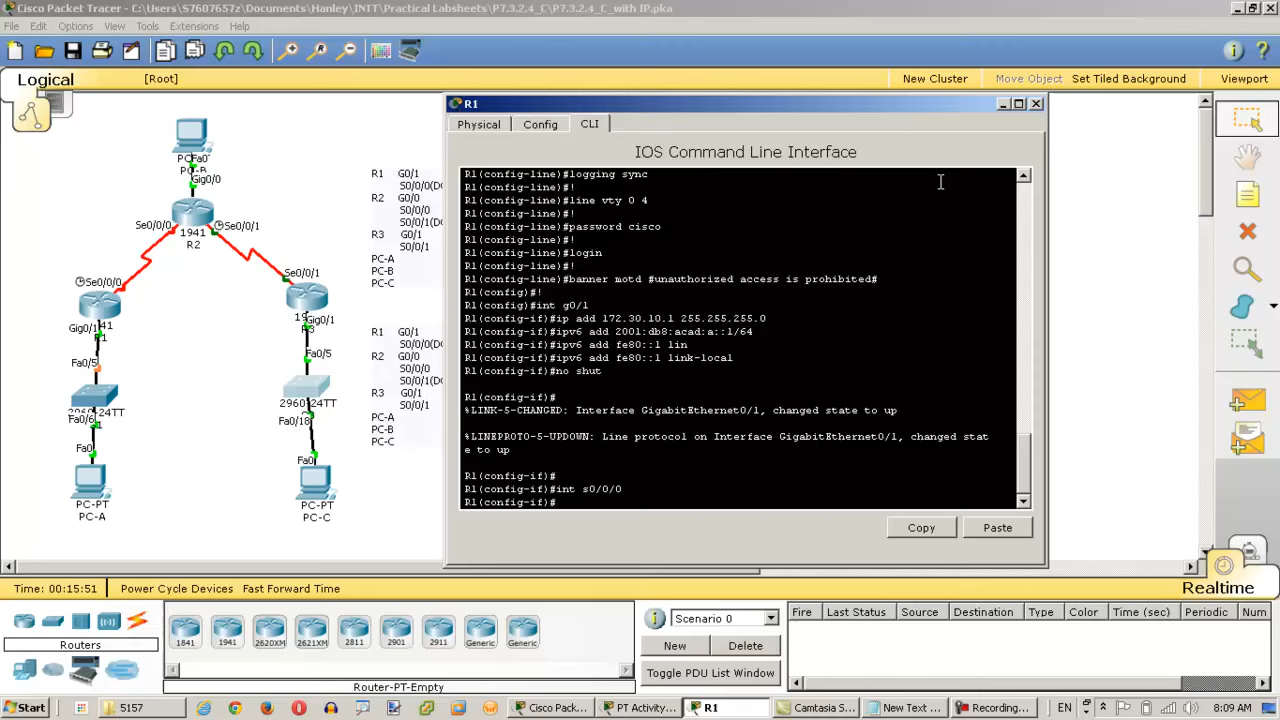 Cisco Packet Tracer - C:\Users\S7607657z\Documents\Hanley\INTT\Practical Labsheets\P7.3.2.4_C\P7.3.2.4_C_with IP.pka
File Edit Options View Tools Extensions Help
Logical
[Root]
New Cluster
Move Object
Set Tiled Background
Viewport
R1
Physical
Config
CLI
IOS Command Line Interface
R1(config-line)#logging sync
R1(config-line)#!
R1(config-line)#line vty 0 4
R1(config-line)#!
R1(config-line)#password cisco
R1(config-line)#!
R1(config-line)#login
R1(config-line)#!
R1(config-line)#banner motd #unauthorized access is prohibited#
R1(config)#!
R1(config)#int g0/1
R1(config-if)#ip add 172.30.10.1 255.255.255.0
R1(config-if)#ipv6 add 2001:db8:acad:a::1/64
R1(config-if)#ipv6 add fe80::1 lin
R1(config-if)#ipv6 add fe80::1 link-local
R1(config-if)#no shut
R1(config-if)#
%LINK-5-CHANGED: Interface GigabitEthernet0/1, changed state to up
%LINEPROTO-5-UPDOWN: Line protocol on Interface GigabitEthernet0/1, changed stat
e to up
R1(config-if)#
R1(config-if)#int s0/0/0
R1(config-if)#
Copy
Paste
Fa0
Gig0/0
Se0/0/0
Se0/0/1
1941
R2
Se0/0/0
Se0/0/1
Gig0/1
41
R1
Gig0/1
Fa0/5
Fa0/5
2960-24TT
Fa0/6
Fa0/18
Fa0
Fa0
PC-PT
PC-A
PC-PT
PC-C
R1 G0/1
S0/0/0(D
R2 G0/0
S0/0/0
S0/0/1(D
R3 G0/1
S0/0/1
PC-A
PC-B
PC-C
R1 G0/1
S0/0/0(D
R2 G0/0
S0/0/0
S0/0/1(D
R3 G0/1
S0/0/1
PC-A
PC-B
PC-C
Time: 00:15:51
Power Cycle Devices
Fast Forward Time
Realtime
Routers
1841
1941
2620XM
2621XM
2811
2901
2911
Generic
Generic
Router-PT-Empty
Scenario 0
New
Delete
Toggle PDU List Window
Fire
Last Status
Source
Destination
Type
Color
Time (sec)
Periodic
Num
Start
5157
Cisco Pack...
PT Activity...
R1
Camtasia S...
New Text ...
Recording...
EN
8:09 AM